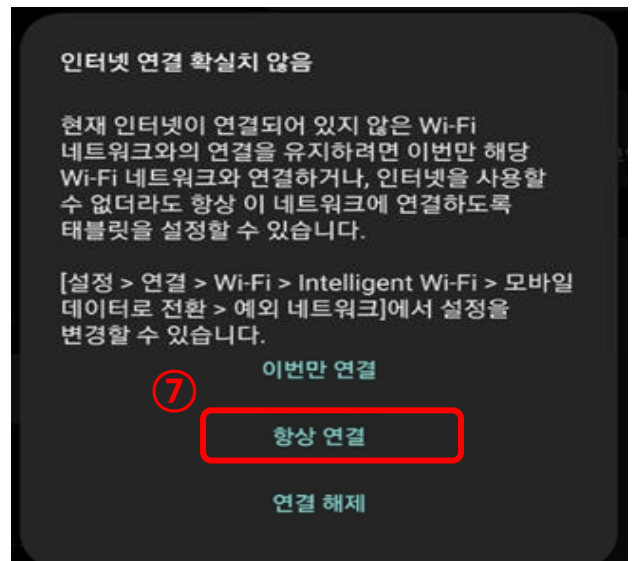 인터넷 연결 확실치 않음
현재 인터넷이 연결되어 있지 않은 Wi-Fi
네트워크와의 연결을 유지하려면 이번만 해당
Wi-Fi 네트워크와 연결하거나, 인터넷을 사용할
수 없더라도 항상 이 네트워크에 연결하도록
태블릿을 설정할 수 있습니다.
[설정 > 연결 > Wi-Fi > Intelligent Wi-Fi > 모바일
데이터로 전환 > 예외 네트워크]에서 설정을
변경할 수 있습니다.
이번만 연결
⑦
항상 연결
연결 해제